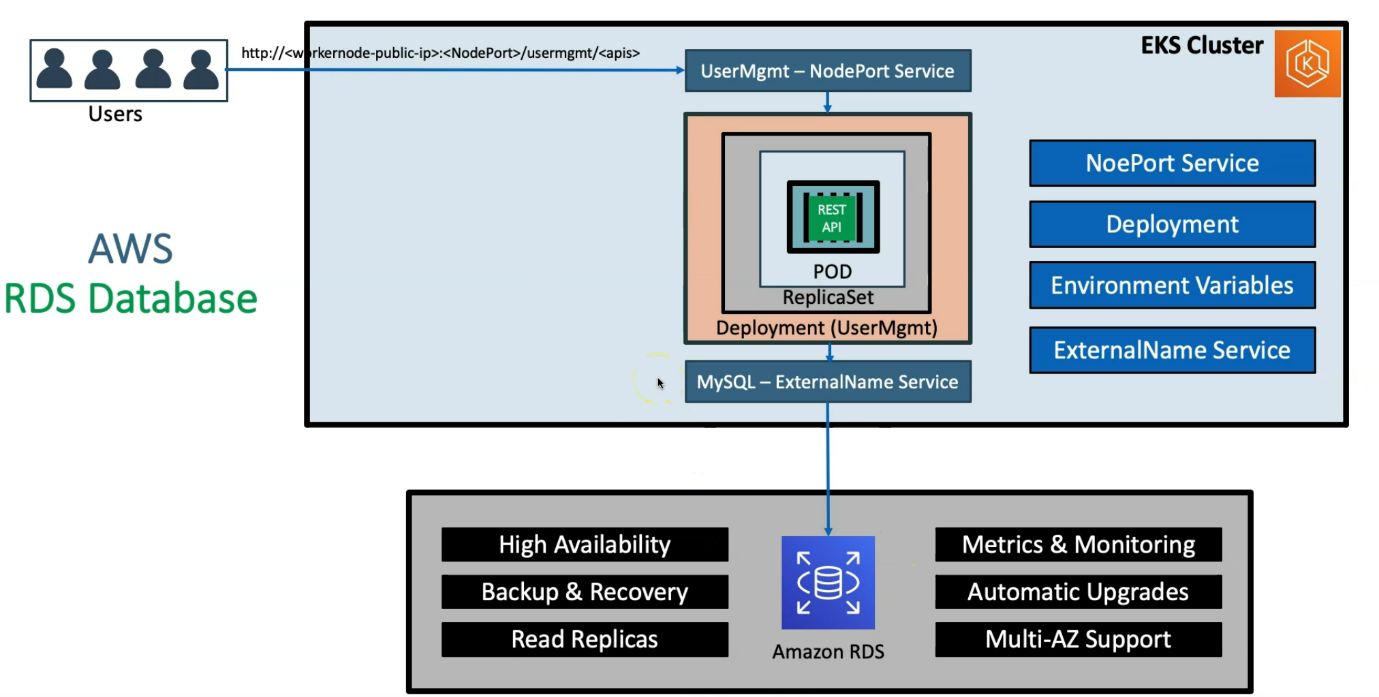 http://<workernode-public-ip>:<NodePort>/usermgmt/<apis>
Users
AWS
RDS Database
EKS Cluster
K
UserMgmt – NodePort Service
REST
API
POD
ReplicaSet
Deployment (UserMgmt)
MySQL – ExternalName Service
NoePort Service
Deployment
Environment Variables
ExternalName Service
High Availability
Backup & Recovery
Read Replicas
Amazon RDS
Metrics & Monitoring
Automatic Upgrades
Multi-AZ Support